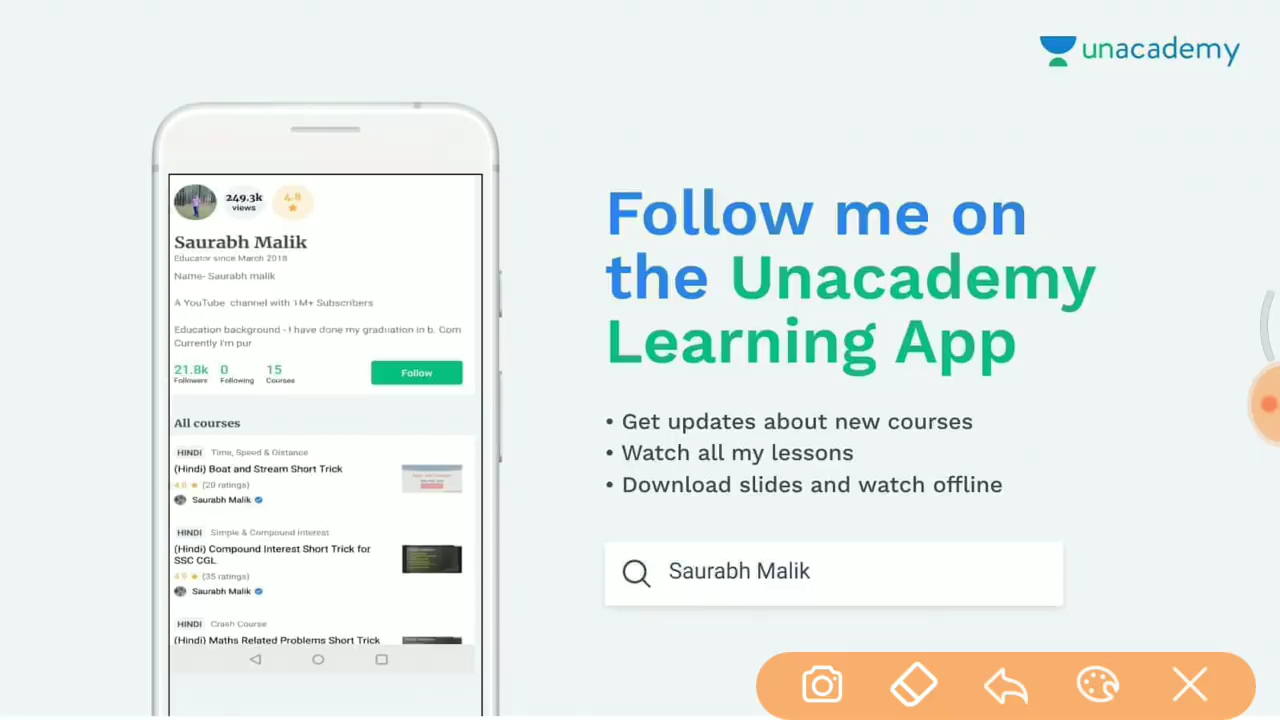 unacademy
249.3k
views
4.8
Saurabh Malik
Educator since March 2018
Name- Saurabh malik
A YouTube channel with 1M+ Subscribers
Education background - I have done my graduation in b. Com
Currently I'm pur
21.8k 0 15
Followers Following Courses
Follow
All courses
HINDI Time, Speed & Distance
(Hindi) Boat and Stream Short Trick
4.8 ★ (20 ratings)
Saurabh Malik
HINDI Simple & Compound Interest
(Hindi) Compound Interest Short Trick for
SSC CGL
4.9 ★ (35 ratings)
Saurabh Malik
HINDI Crash Course
(Hindi) Maths Related Problems Short Trick
Follow me on
the Unacademy
Learning App
• Get updates about new courses
• Watch all my lessons
• Download slides and watch offline
Saurabh Malik